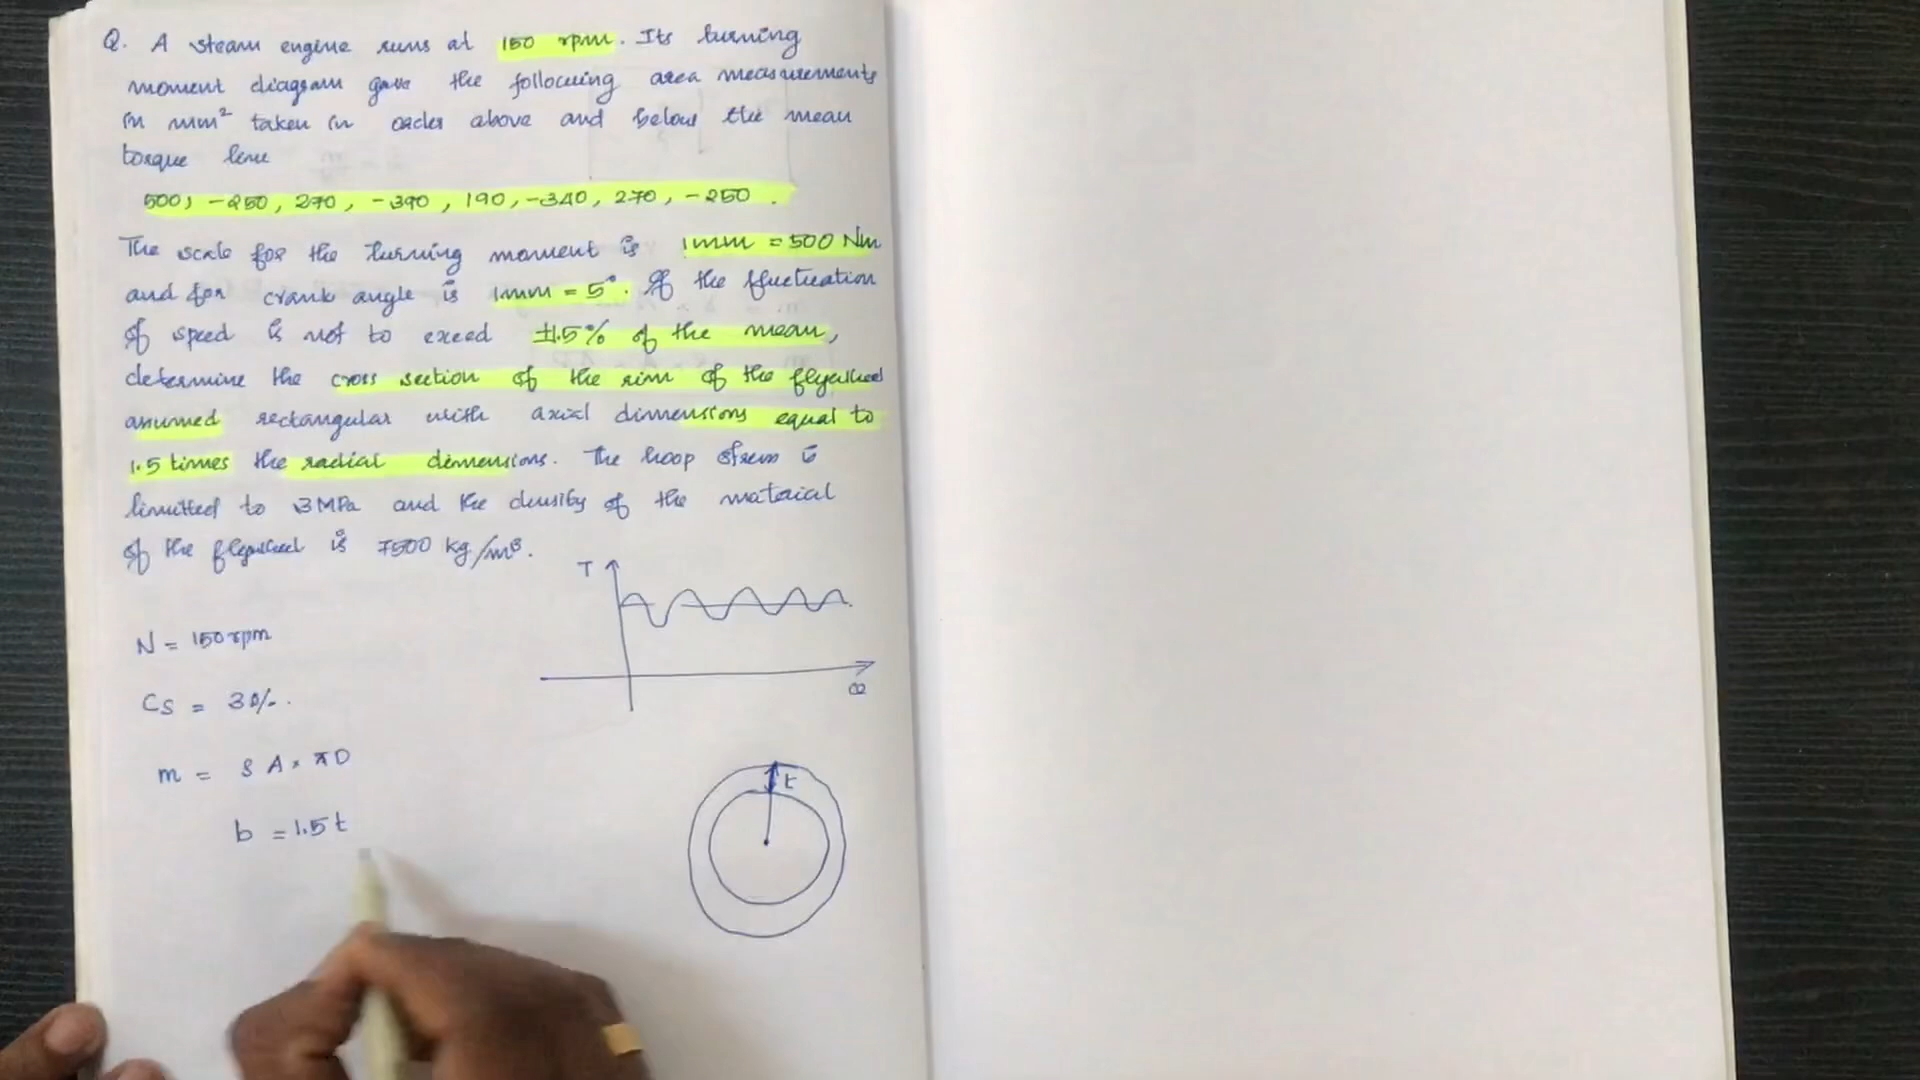 Q. A steam engine runs at 150 rpm. Its turning
moment diagram gave the following area measurements
in mm² taken in order above and below the mean
torque line
500, -250, 270, -390, 190, -340, 270, -250.
The scale for the turning moment is 1mm = 500 Nm
and for crank angle is 1mm = 5°. If the fluctuation
of speed is not to exceed ±1.5% of the mean,
determine the cross section of the rim of the flywheel
assumed rectangular with axial dimensions equal to
1.5 times the radial dimensions. The hoop stress is
limitted to 3 MPa and the density of the material
of the flywheel is 7500 kg/m³.
T
N = 150 rpm
Cs = 3%.
m = ρ A × πD
t
b = 1.5 t